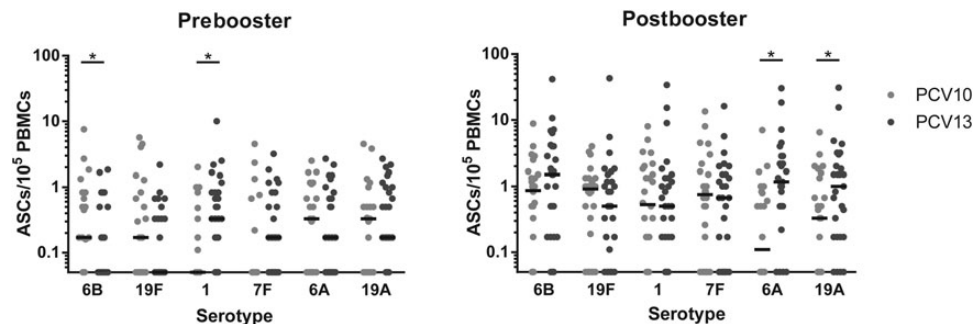 Prebooster
* *
100
10
1
0.1
ASCs/10⁵ PBMCs
6B 19F 1 7F 6A 19A
Serotype
Postbooster
* *
100
10
1
0.1
ASCs/10⁵ PBMCs
6B 19F 1 7F 6A 19A
Serotype
PCV10
PCV13